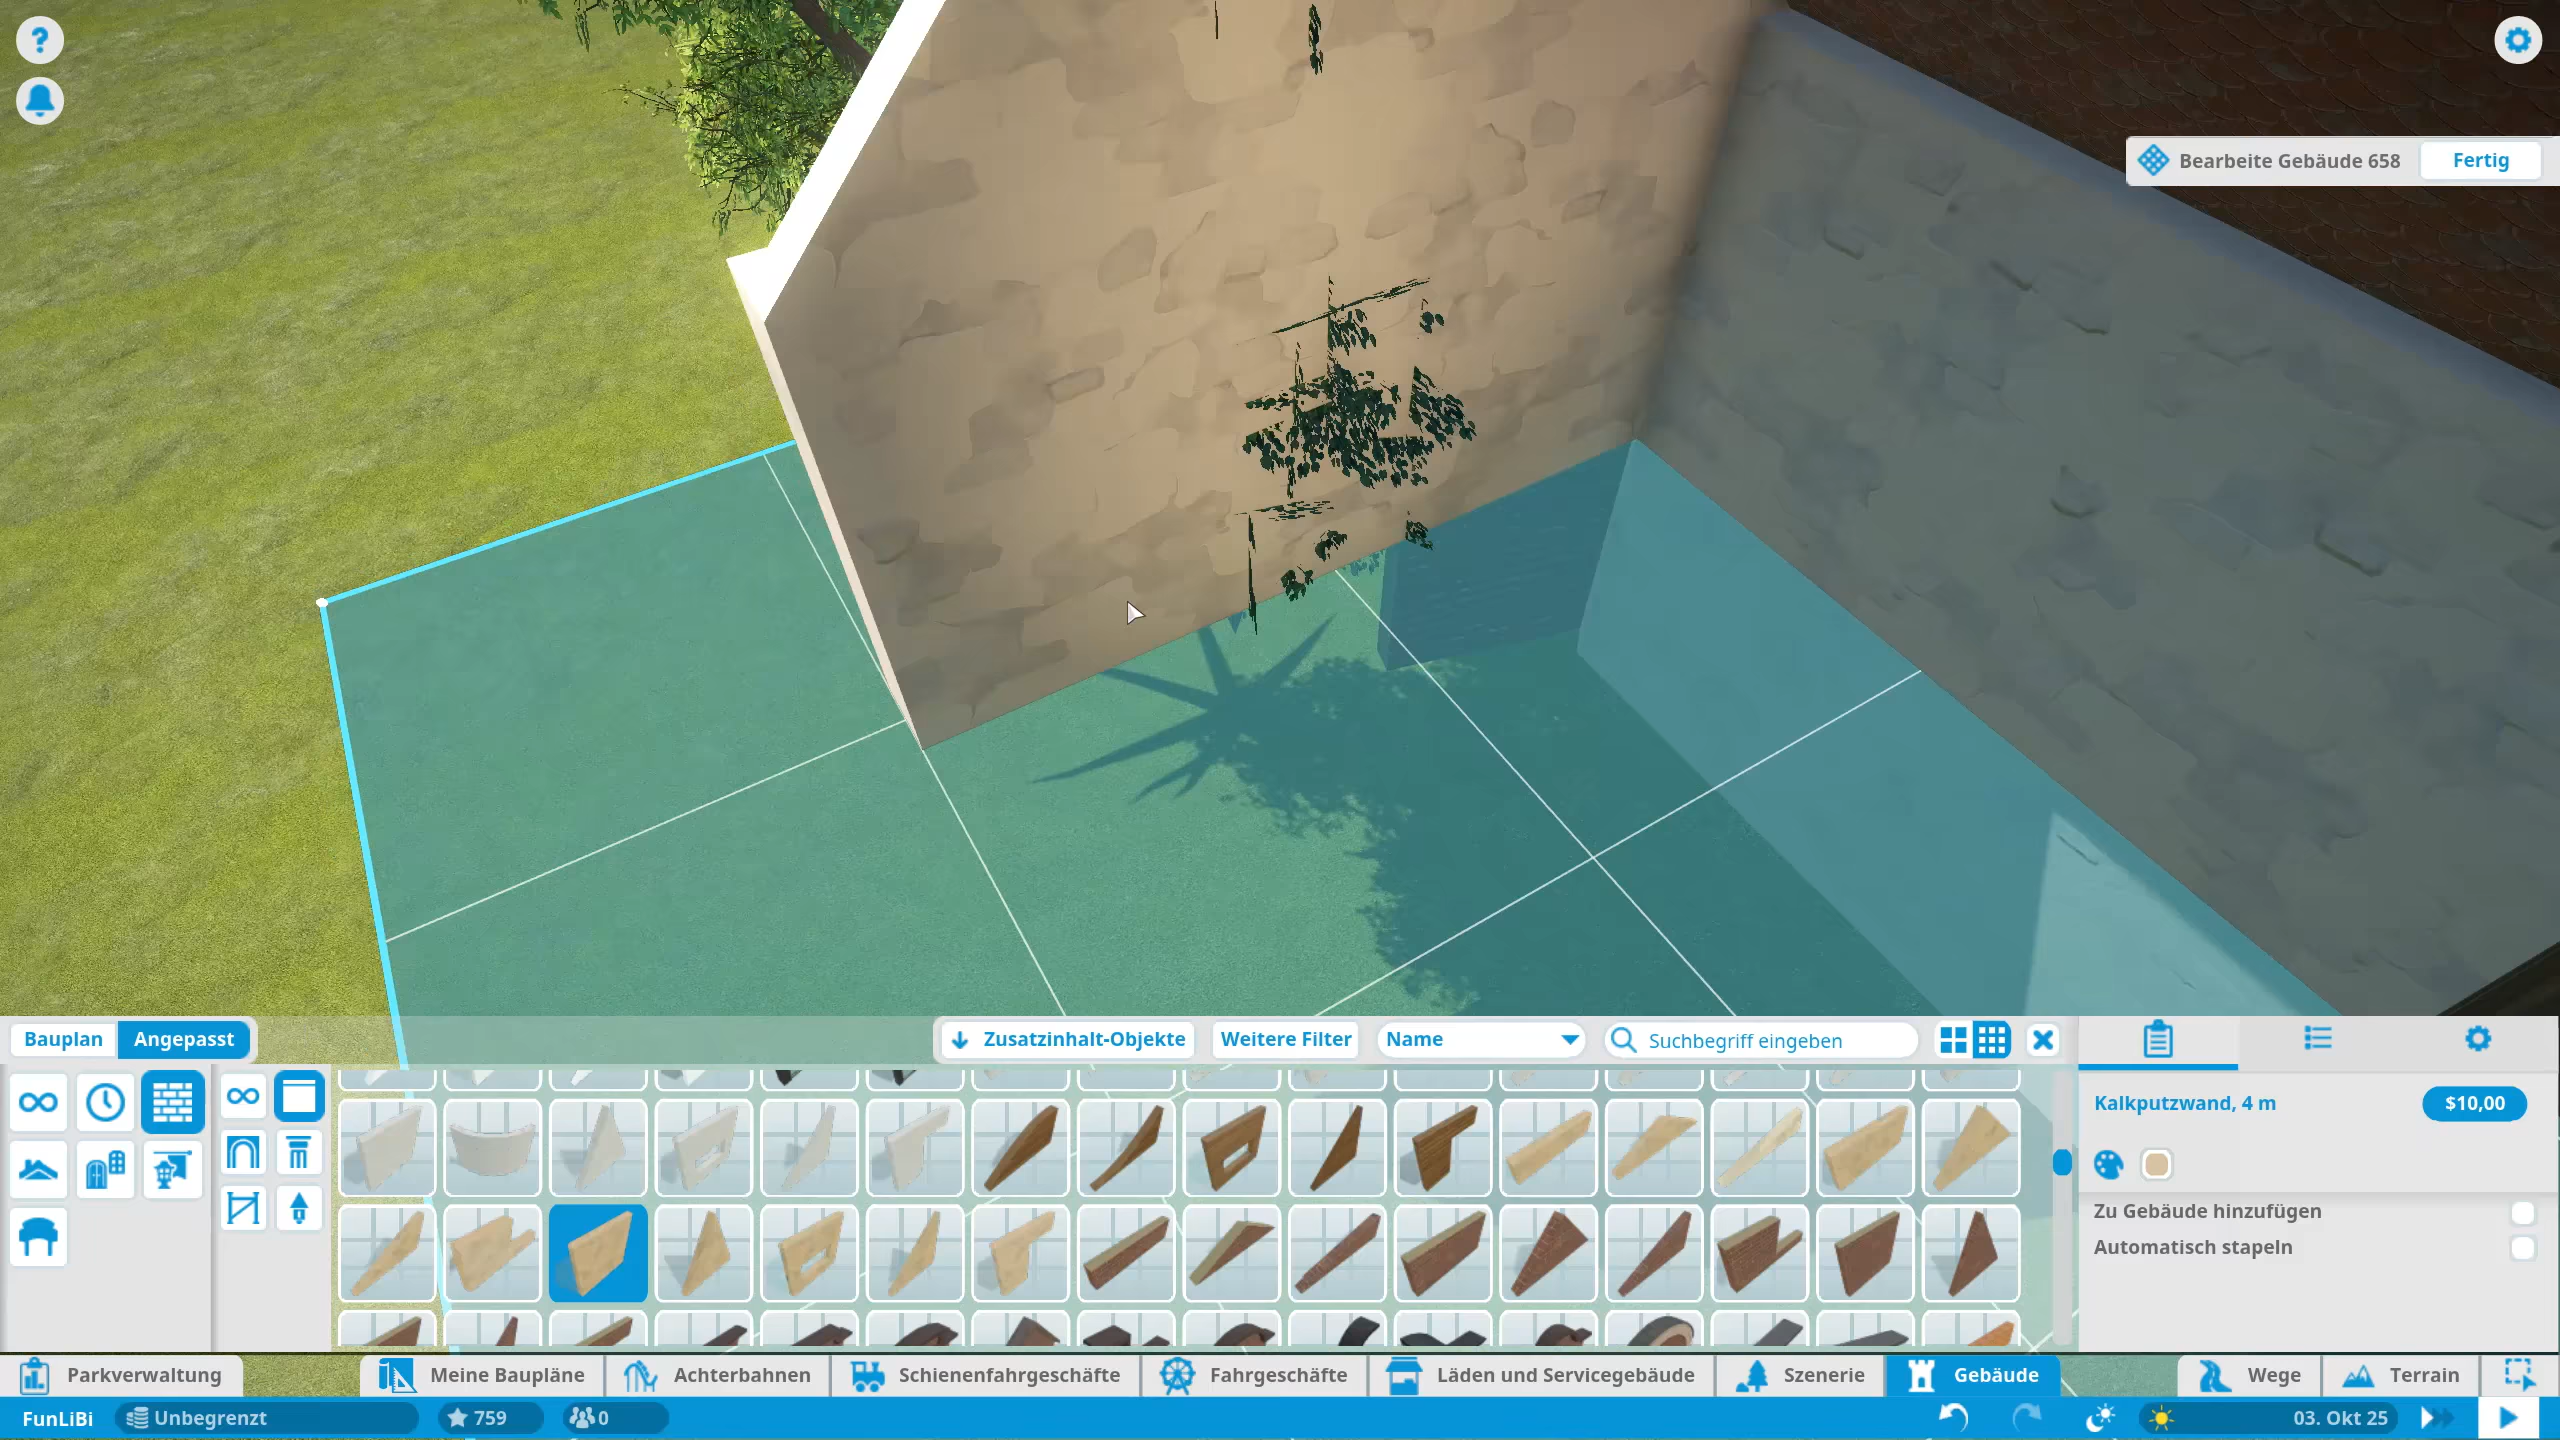 ?
Bearbeite Gebäude 658
Fertig
Bauplan
Angepasst
Zusatzinhalt-Objekte
Weitere Filter
Name
Suchbegriff eingeben
Kalkputzwand, 4 m
$10,00
Zu Gebäude hinzufügen
Automatisch stapeln
Parkverwaltung
Meine Baupläne
Achterbahnen
Schienenfahrgeschäfte
Fahrgeschäfte
Läden und Servicegebäude
Szenerie
Gebäude
Wege
Terrain
FunLiBi
Unbegrenzt
759
0
03. Okt 25